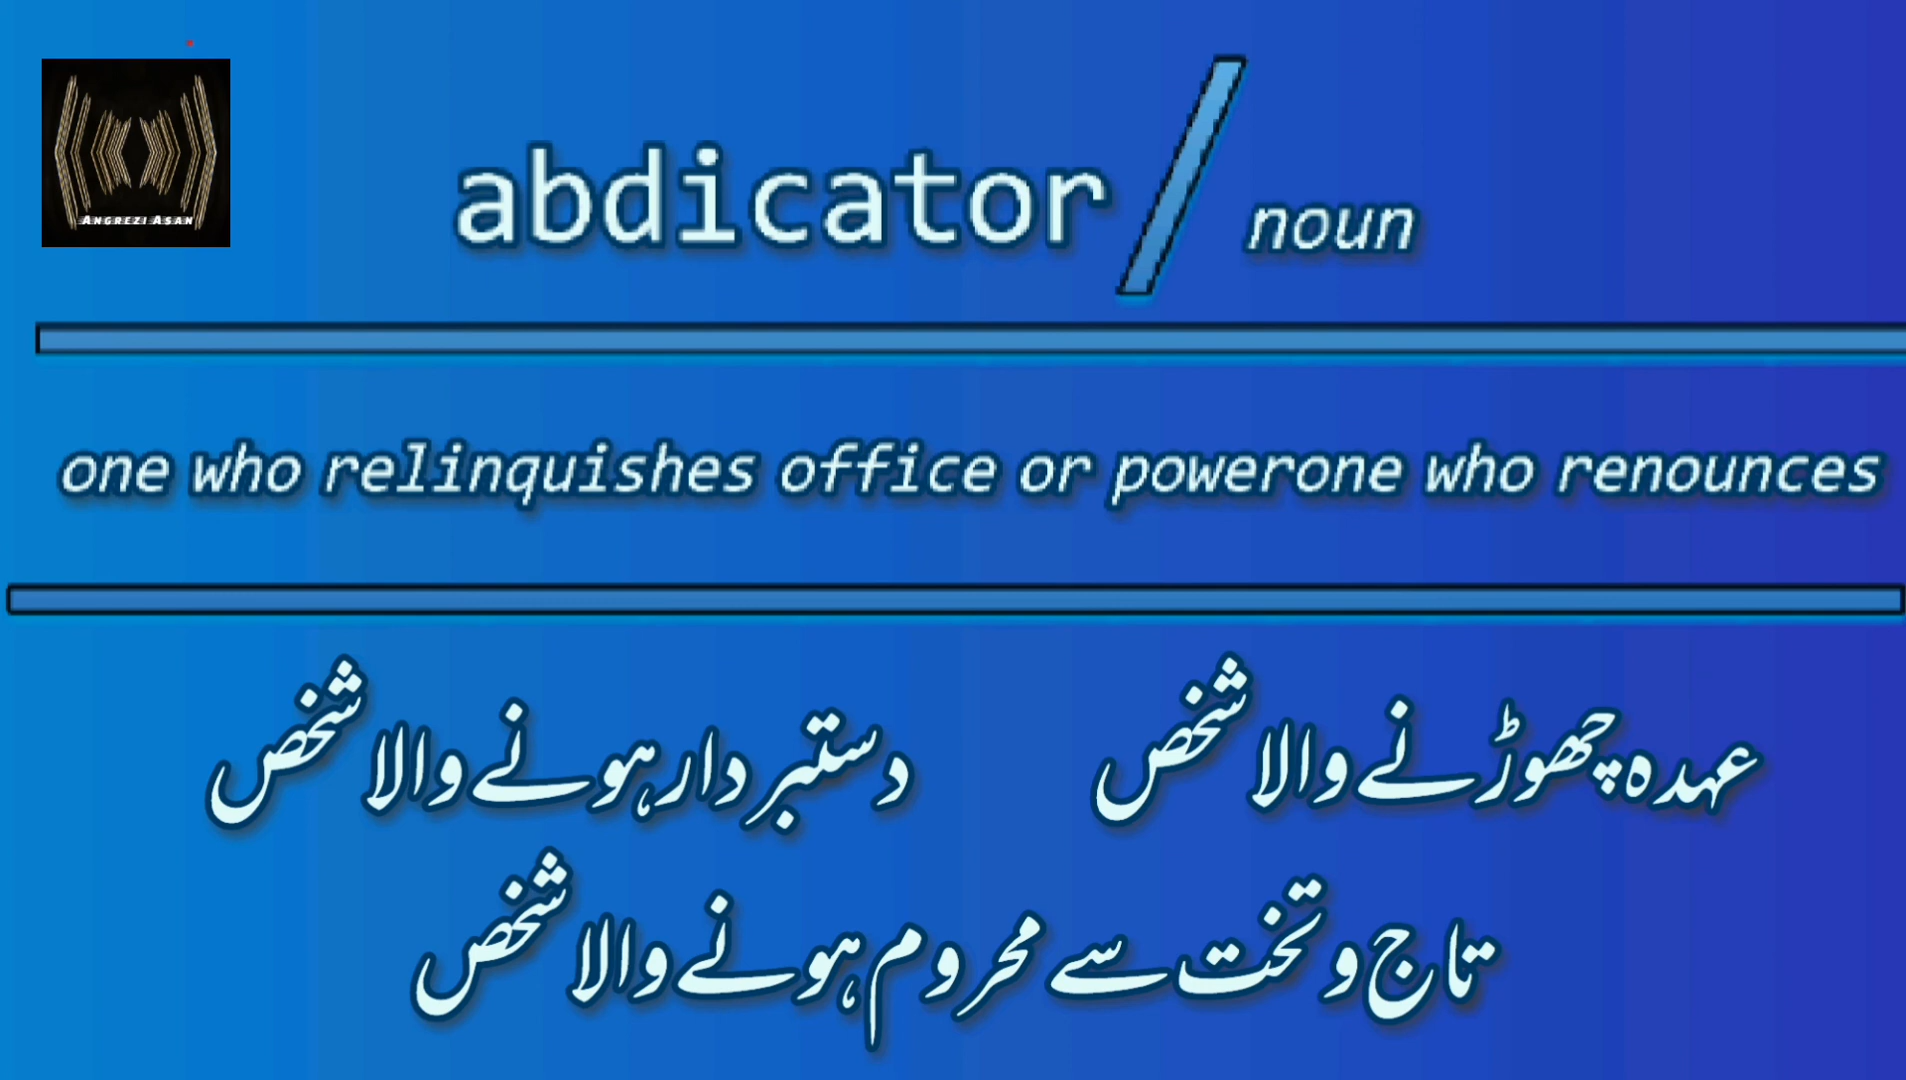 ANGREZI ASAN
abdicator / noun
one who relinquishes office or powerone who renounces
عہدہ چھوڑنے والا شخص دستبردار ہونے والا شخص
تاج و تخت سے محروم ہونے والا شخص